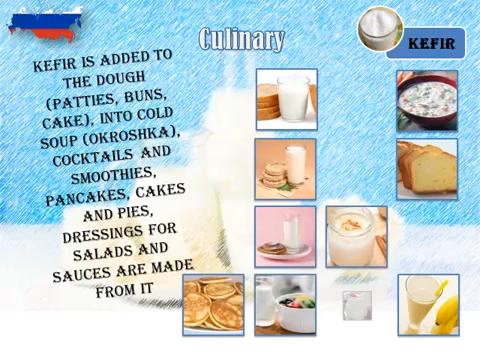 Culinary
KEFIR
KEFIR IS ADDED TO
THE DOUGH
(PATTIES, BUNS,
CAKE), INTO COLD
SOUP (OKROSHKA),
COCKTAILS AND
SMOOTHIES,
PANCAKES, CAKES
AND PIES,
DRESSINGS FOR
SALADS AND
SAUCES ARE MADE
FROM IT